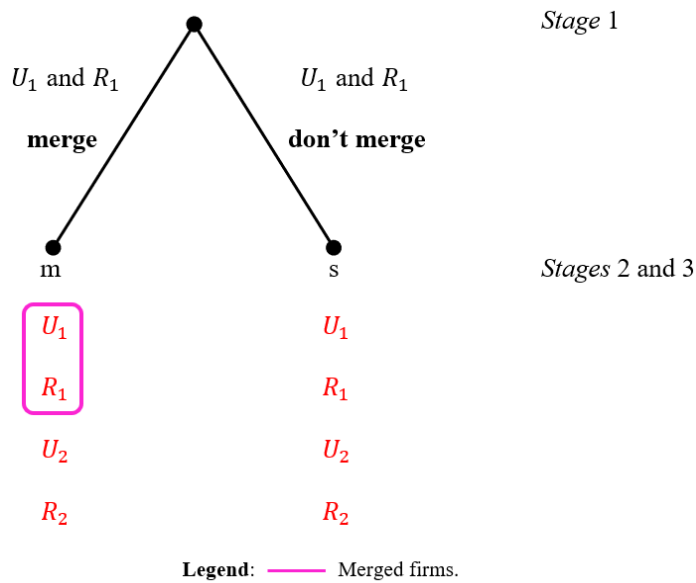 Stage 1
U₁ and R₁ U₁ and R₁
merge don't merge
m s Stages 2 and 3
U₁ U₁
R₁ R₁
U₂ U₂
R₂ R₂
Legend: Merged firms.